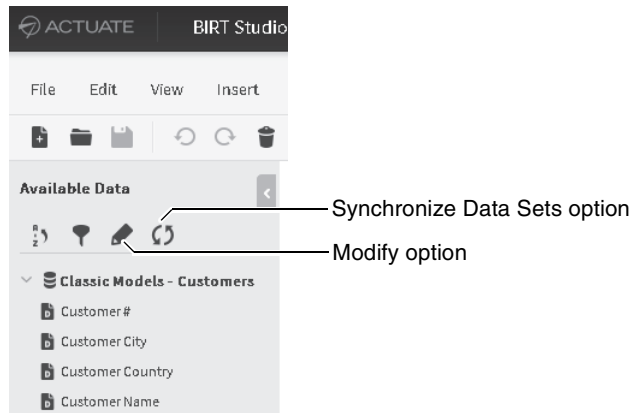 ACTUATE BIRT Studio
File Edit View Insert
Available Data
Synchronize Data Sets option
Modify option
Classic Models - Customers
Customer #
Customer City
Customer Country
Customer Name